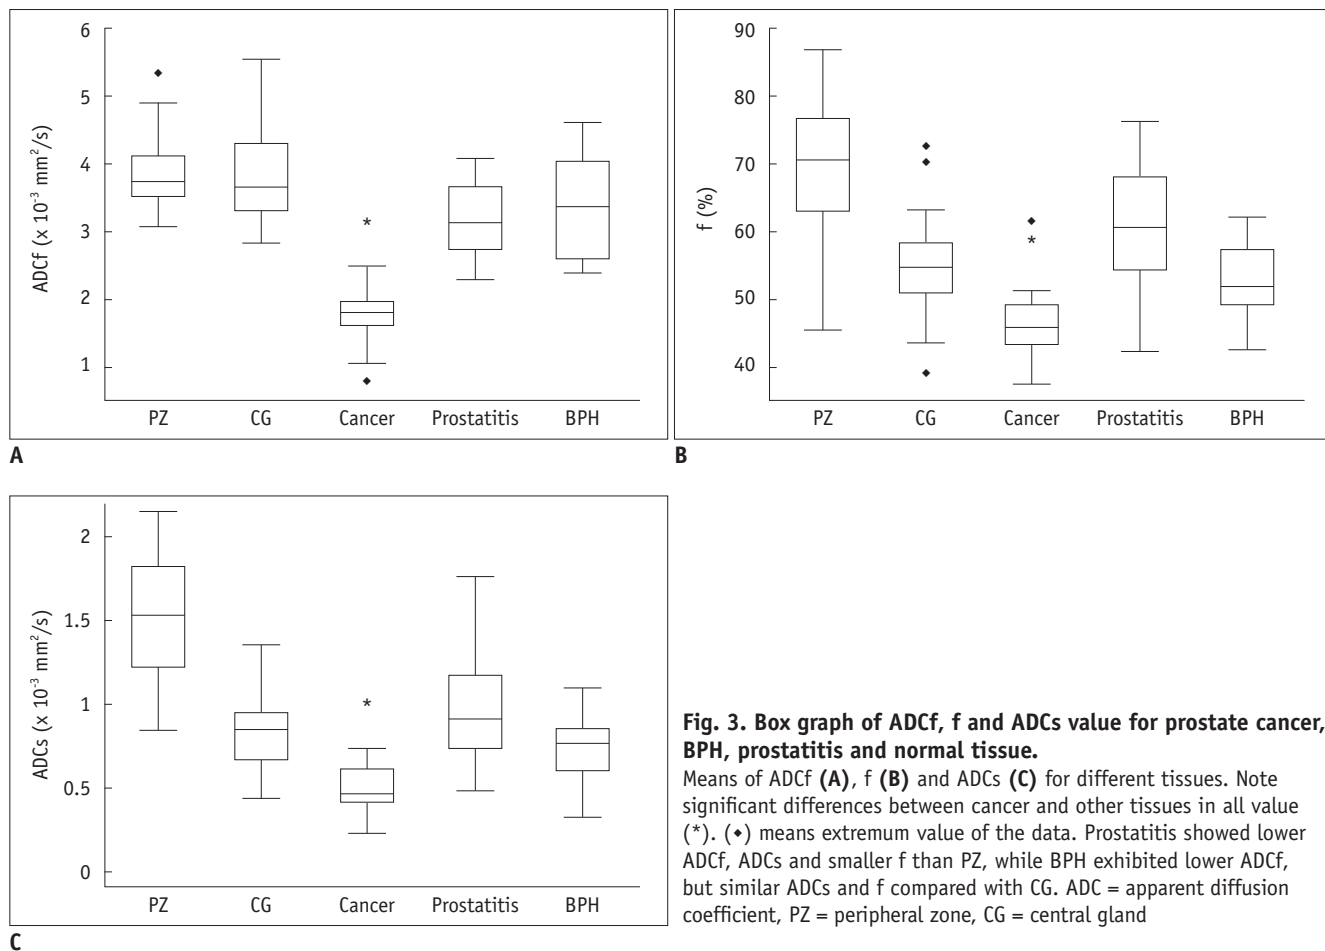 6
5
4
3
2
1
ADCf (x 10⁻³ mm²/s)
*
PZ CG Cancer Prostatitis BPH
A
90
80
70
60
50
40
f (%)
*
PZ CG Cancer Prostatitis BPH
B
2
1.5
1
0.5
0
ADCs (x 10⁻³ mm²/s)
*
PZ CG Cancer Prostatitis BPH
C
Fig. 3. Box graph of ADCf, f and ADCs value for prostate cancer,
BPH, prostatitis and normal tissue.
Means of ADCf (A), f (B) and ADCs (C) for different tissues. Note
significant differences between cancer and other tissues in all value
(*). (◆) means extremum value of the data. Prostatitis showed lower
ADCf, ADCs and smaller f than PZ, while BPH exhibited lower ADCf,
but similar ADCs and f compared with CG. ADC = apparent diffusion
coefficient, PZ = peripheral zone, CG = central gland